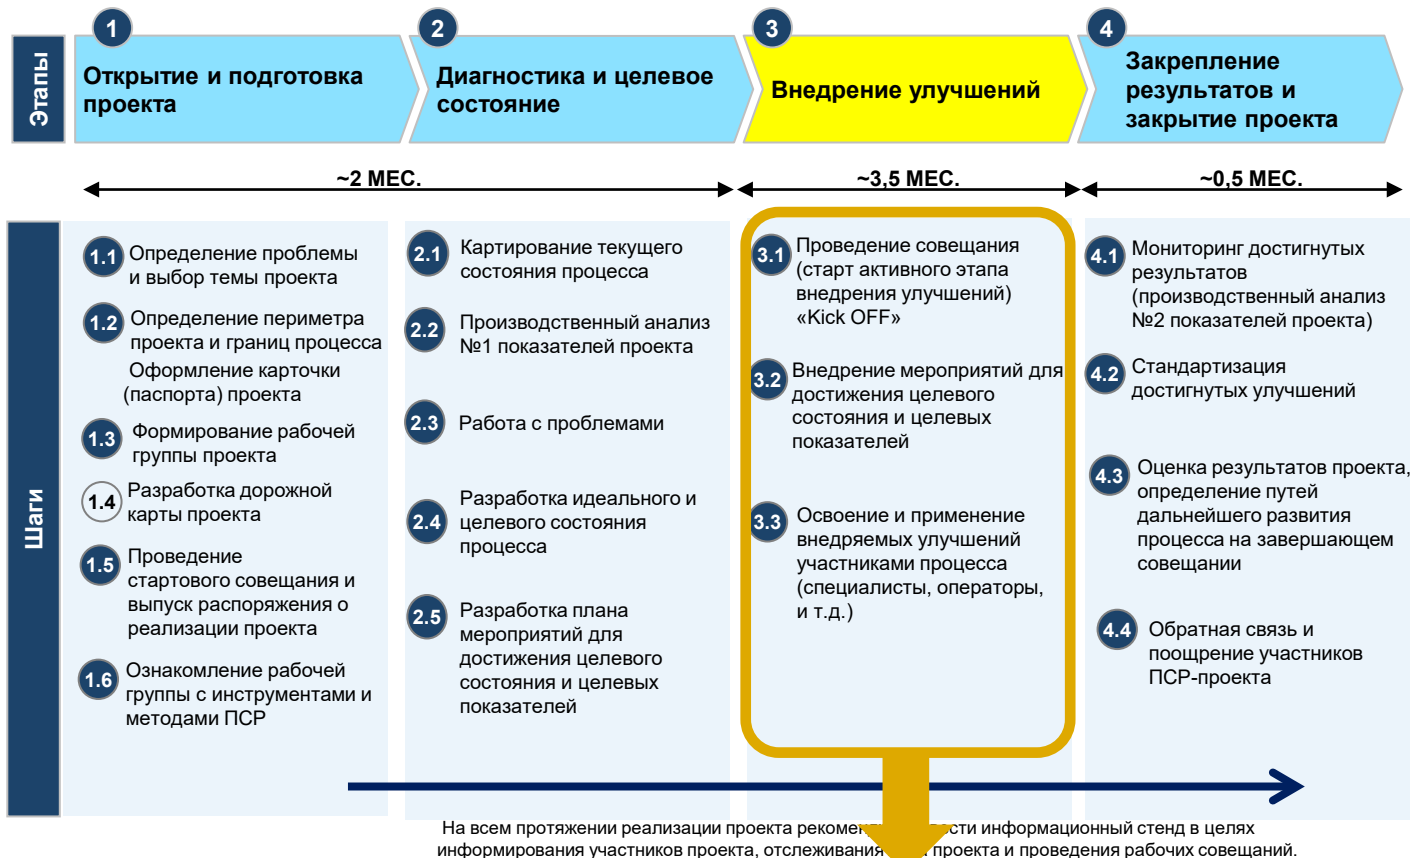 1
2
3
4
Этапы
Открытие и подготовка
проекта
Диагностика и целевое
состояние
Внедрение улучшений
Закрепление
результатов и
закрытие проекта
~2 МЕС.
~3,5 МЕС.
~0,5 МЕС.
Шаги
1.1 Определение проблемы
и выбор темы проекта
1.2 Определение периметра
проекта и границ процесса
Оформление карточки
(паспорта) проекта
1.3 Формирование рабочей
группы проекта
1.4 Разработка дорожной
карты проекта
1.5 Проведение
стартового совещания и
выпуск распоряжения о
реализации проекта
1.6 Ознакомление рабочей
группы с инструментами и
методами ПСР
2.1 Картирование текущего
состояния процесса
2.2 Производственный анализ
№1 показателей проекта
2.3 Работа с проблемами
2.4 Разработка идеального и
целевого состояния
процесса
2.5 Разработка плана
мероприятий для
достижения целевого
состояния и целевых
показателей
3.1 Проведение совещания
(старт активного этапа
внедрения улучшений)
«Kick OFF»
3.2 Внедрение мероприятий для
достижения целевого
состояния и целевых
показателей
3.3 Освоение и применение
внедряемых улучшений
участниками процесса
(специалисты, операторы,
и т.д.)
4.1 Мониторинг достигнутых
результатов
(производственный анализ
№2 показателей проекта)
4.2 Стандартизация
достигнутых улучшений
4.3 Оценка результатов проекта,
определение путей
дальнейшего развития
процесса на завершающем
совещании
4.4 Обратная связь и
поощрение участников
ПСР-проекта
На всем протяжении реализации проекта информационный стенд в целях
информирования участников проекта, отслеживания проекта и проведения рабочих совещаний.